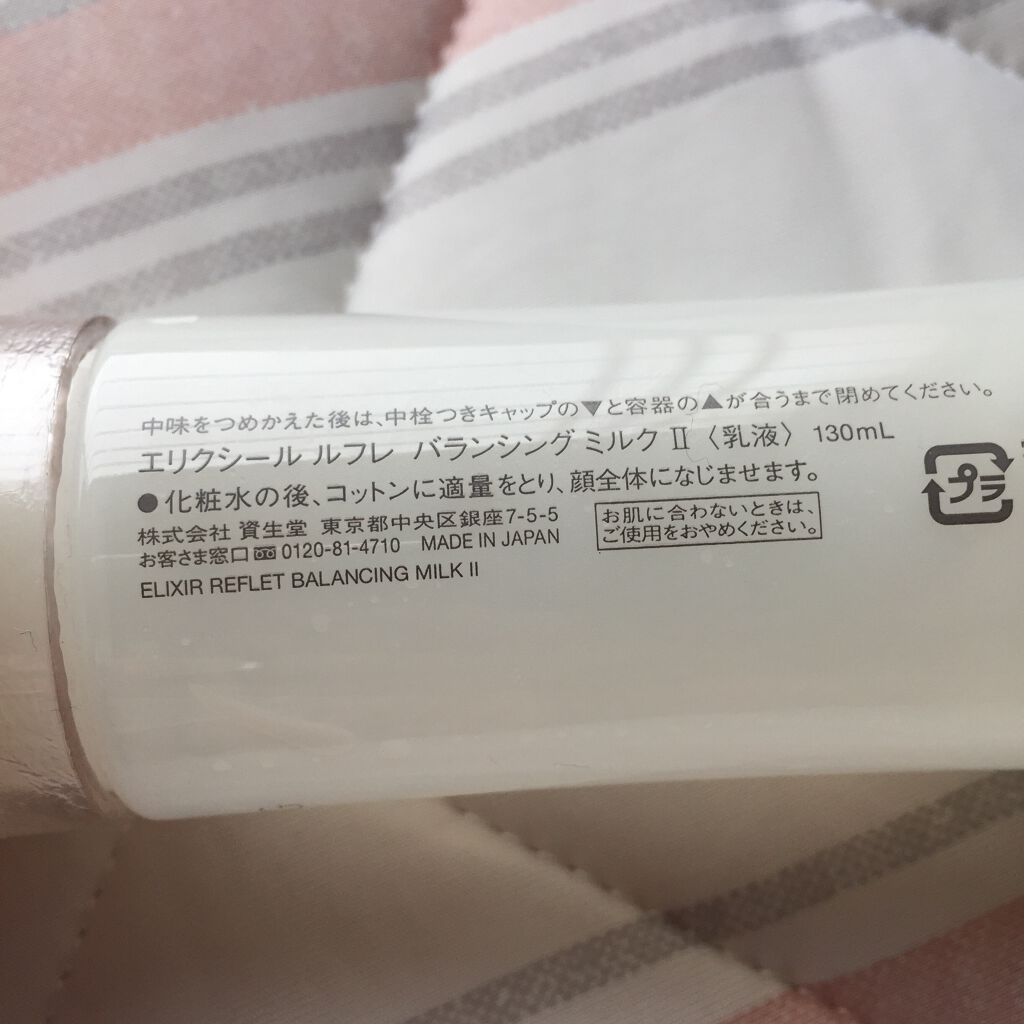 中味をつめかえた後は、中栓つきキャップの▼と容器の▲が合うまで閉めてください。
エリクシール ルフレ バランシング ミルク Ⅱ 〈乳液〉 130mL
●化粧水の後、コットンに適量をとり、顔全体になじませます。
株式会社 資生堂 東京都中央区銀座7-5-5
お客さま窓口 0120-81-4710 MADE IN JAPAN
ELIXIR REFLET BALANCING MILK II
お肌に合わないときは、
ご使用をおやめください。
プラ